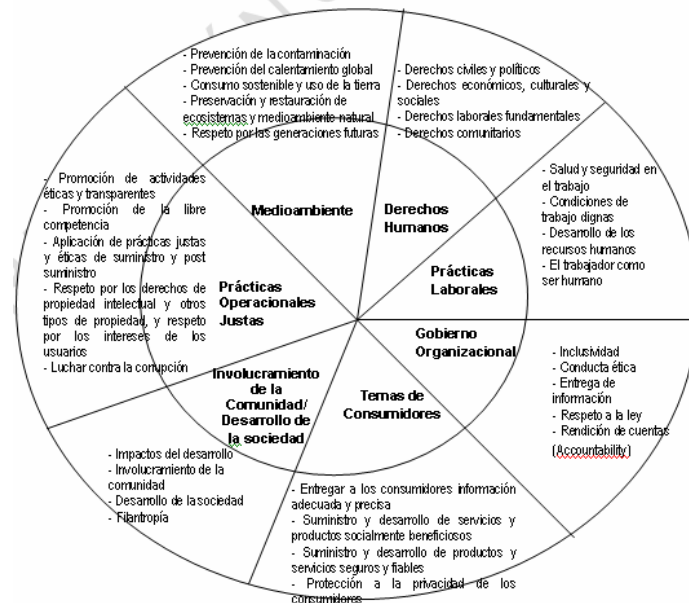 - Prevención de la contaminación
- Prevención del calentamiento global
- Consumo sostenible y uso de la tierra
- Preservación y restauración de
ecosistemas y medioambiente natural
- Respeto por las generaciones futuras
- Derechos civiles y políticos
- Derechos económicos, culturales y
sociales
- Derechos laborales fundamentales
- Derechos comunitarios
- Salud y seguridad en
el trabajo
- Condiciones de
trabajo dignas
- Desarrollo de los
recursos humanos
- El trabajador como
ser humano
- Promoción de actividades
éticas y transparentes
- Promoción de la libre
competencia
- Aplicación de prácticas justas
y éticas de suministro y post
suministro
- Respeto por los derechos de
propiedad intelectual y otros
tipos de propiedad, y respeto
por los intereses de los
usuarios
- Luchar contra la corrupción
Medioambiente
Derechos
Humanos
Prácticas
Laborales
Prácticas
Operacionales
Justas
Gobierno
Organizacional
Involucramiento
de la
Comunidad/
Desarrollo de
la sociedad
Temas de
Consumidores
- Inclusividad
- Conducta ética
- Entrega de
información
- Respeto a la ley
- Rendición de cuentas
(Accountability)
- Impactos del desarrollo
- Involucramiento de la
comunidad
- Desarrollo de la sociedad
- Filantropía
- Entregar a los consumidores información
adecuada y precisa
- Suministro y desarrollo de servicios y
productos socialmente beneficiosos
- Suministro y desarrollo de productos y
servicios seguros y fiables
- Protección a la privacidad de los
consumidores